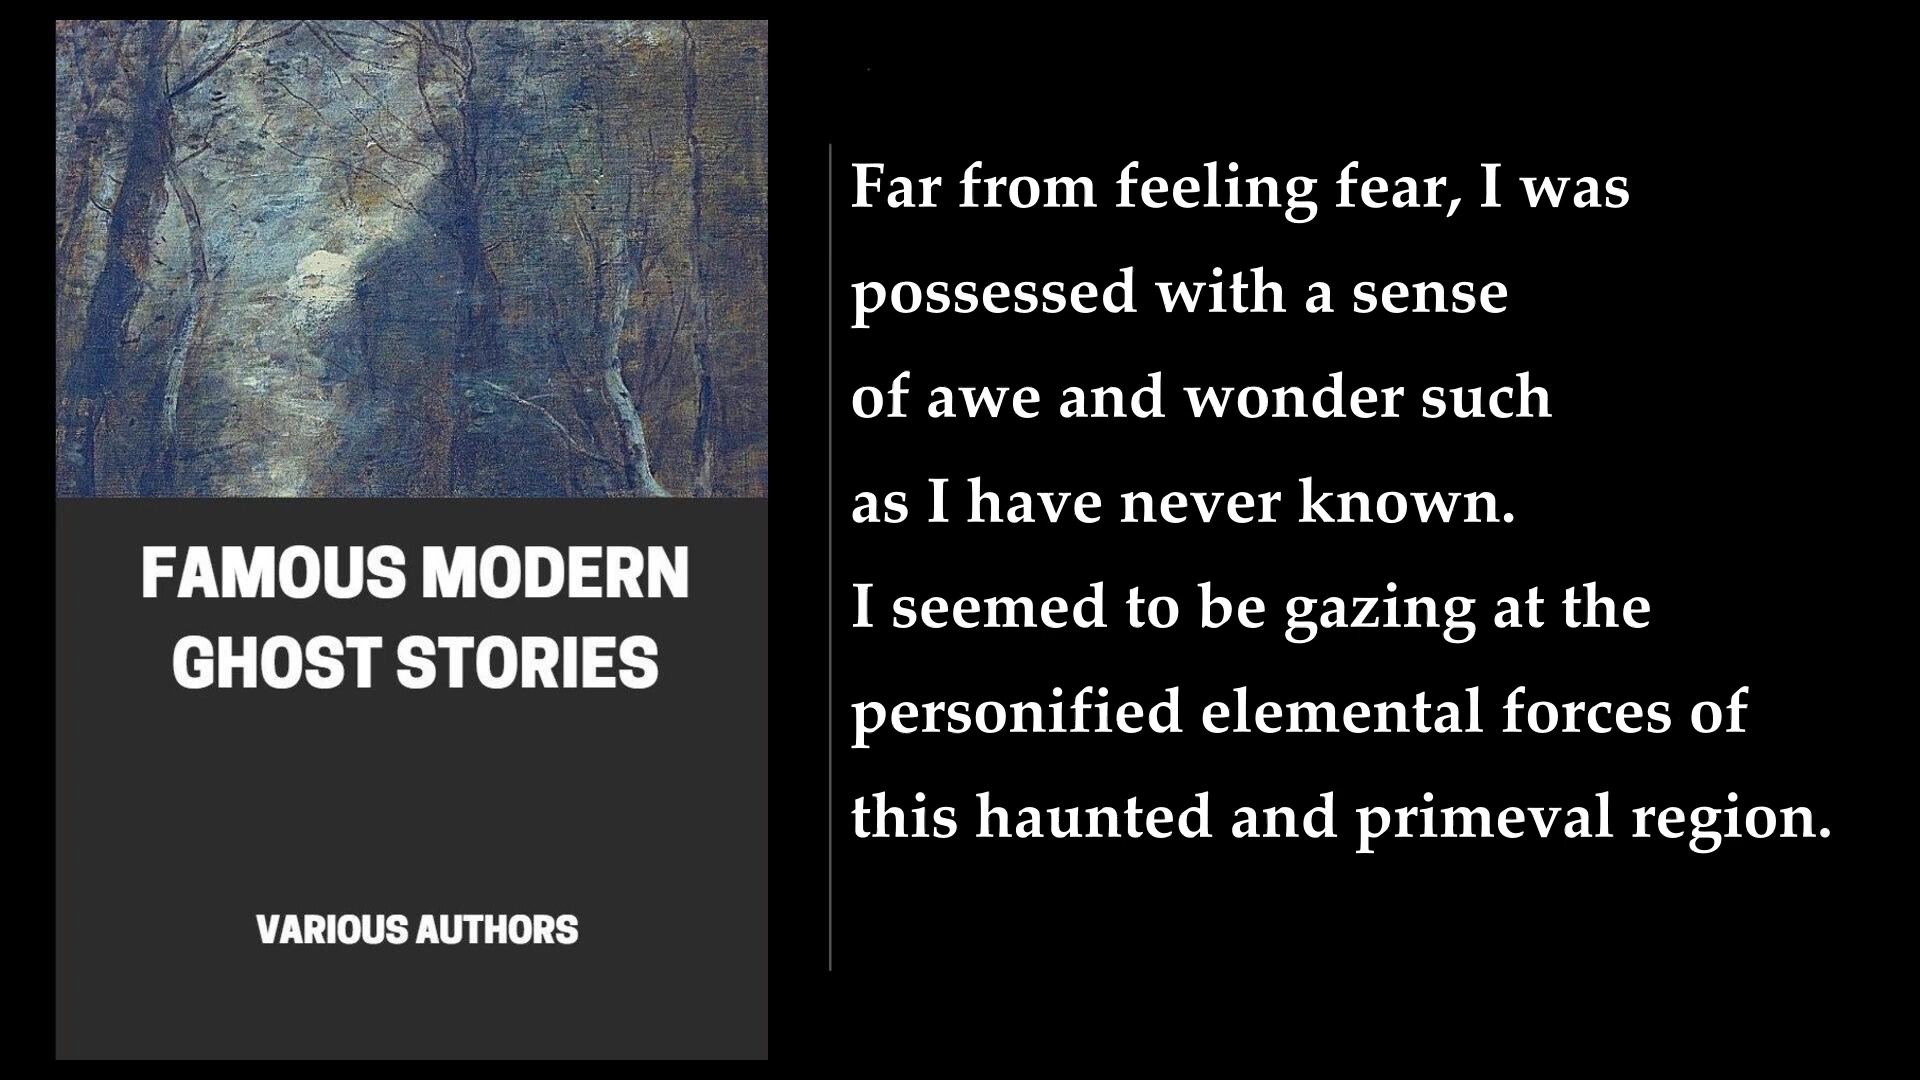 FAMOUS MODERN
GHOST STORIES
VARIOUS AUTHORS
Far from feeling fear, I was
possessed with a sense
of awe and wonder such
as I have never known.
I seemed to be gazing at the
personified elemental forces of
this haunted and primeval region.